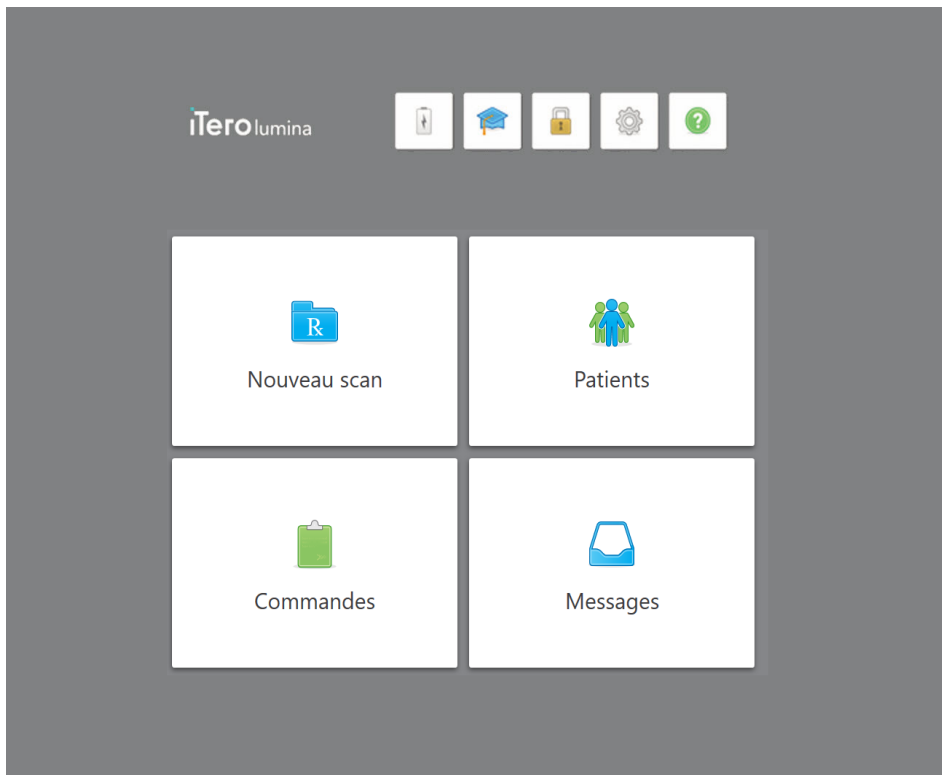 iTero lumina
?
Nouveau scan
Patients
Commandes
Messages